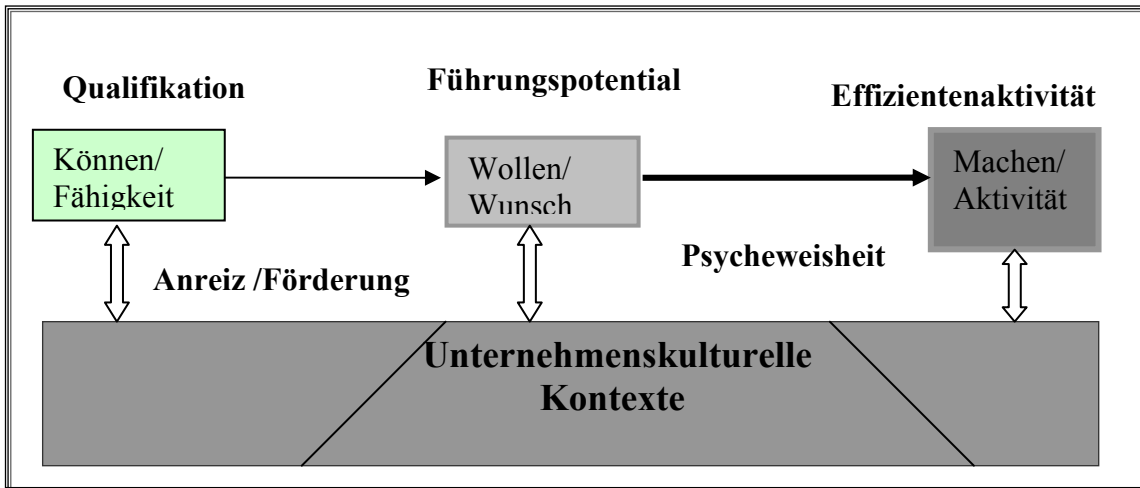 Qualifikation
Führungspotential
Effizientenaktivität
Können/
Fähigkeit
Wollen/
Wunsch
Machen/
Aktivität
Anreiz /Förderung
Psycheweisheit
Unternehmenskulturelle
Kontexte